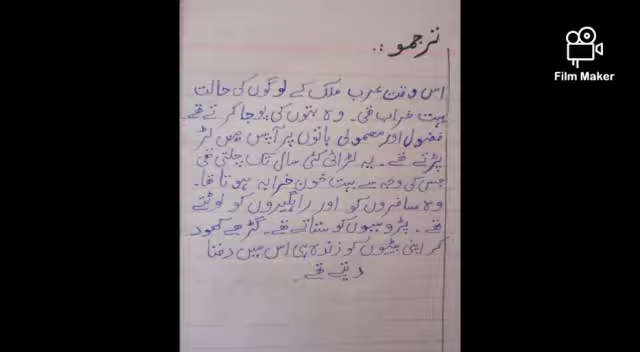 ترجمو :.
اس وقت عرب ملک کے لوگوں کی حالت
بہت خراب تھی۔ وہ بتوں کی پوجا کرتے تھے
فضول اور معمولی باتوں پر آپس میں لڑ
پڑتے تھے۔ یہ لڑائی کئی سال تک چلتی تھی
جس کی وجہ سے بہت خون خرابہ ہوتا تھا۔
وہ مسافروں کو اور راہگیروں کو لوٹتے
تھے۔ پڑوسیوں کو ستاتے تھے۔ گڑھے کھود
کر اپنی بیٹیوں کو زندہ ہی اس میں دفنا
دیتے تھے
Film Maker